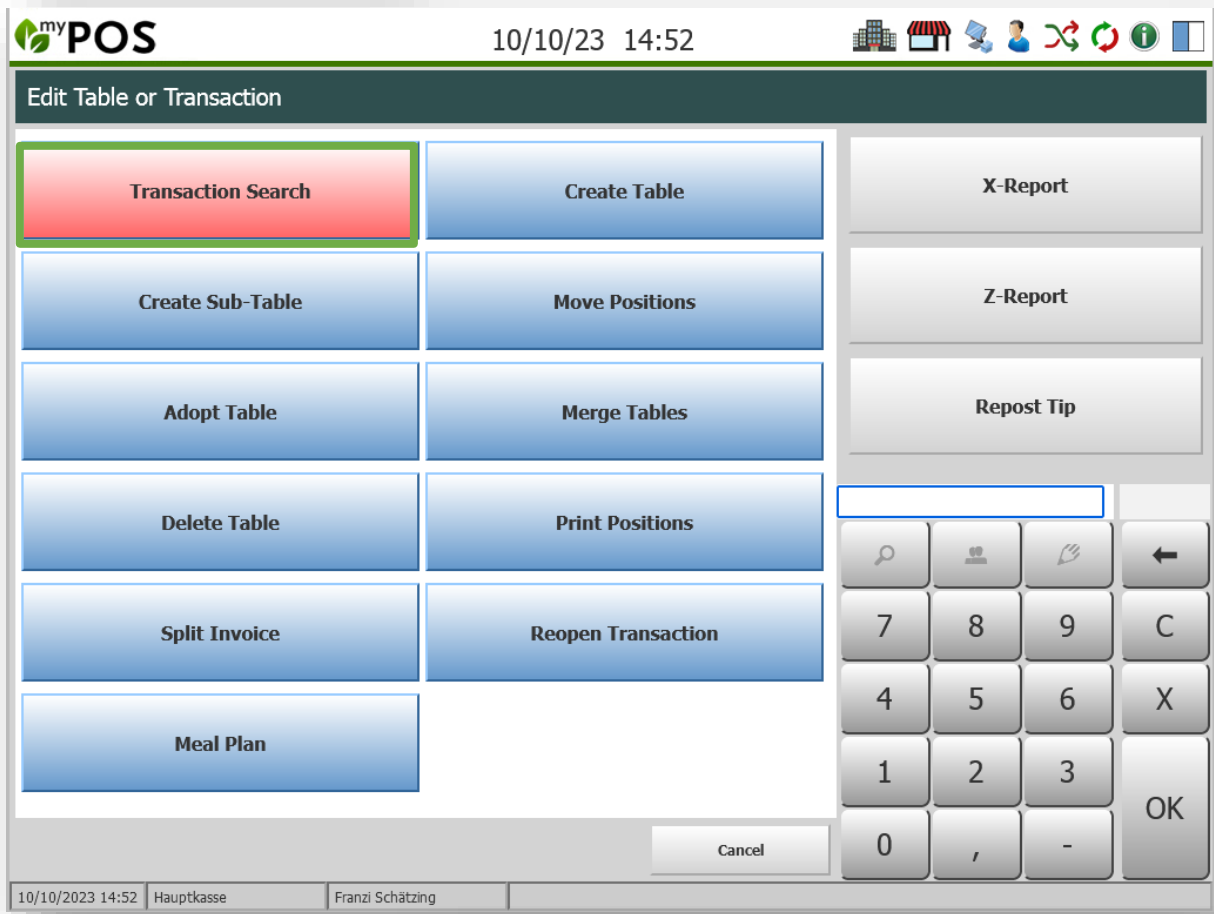 myPOS
10/10/23 14:52
Edit Table or Transaction
Transaction Search
Create Table
X-Report
Create Sub-Table
Move Positions
Z-Report
Adopt Table
Merge Tables
Repost Tip
Delete Table
Print Positions
Split Invoice
Reopen Transaction
7 8 9 C
4 5 6 X
Meal Plan
1 2 3
OK
Cancel
0 , -
10/10/2023 14:52 Hauptkasse Franzi Schätzing